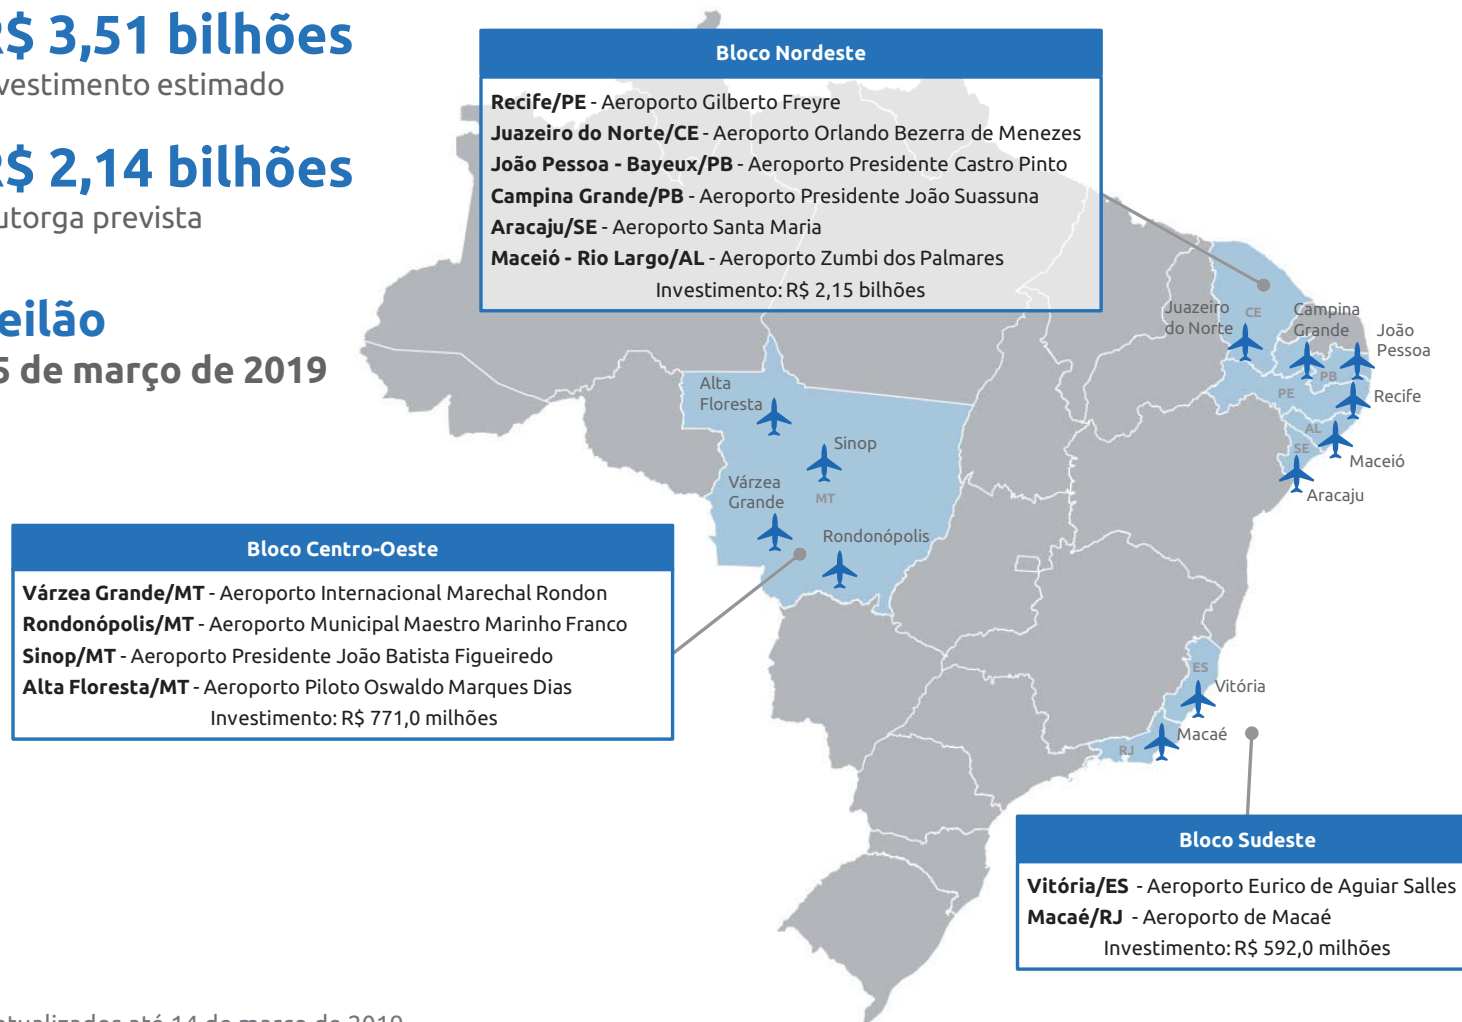 R$ 3,51 bilhões
vestimento estimado
R$ 2,14 bilhões
utorga prevista
eilão
5 de março de 2019
Bloco Nordeste
Recife/PE - Aeroporto Gilberto Freyre
Juazeiro do Norte/CE - Aeroporto Orlando Bezerra de Menezes
João Pessoa - Bayeux/PB - Aeroporto Presidente Castro Pinto
Campina Grande/PB - Aeroporto Presidente João Suassuna
Aracaju/SE - Aeroporto Santa Maria
Maceió - Rio Largo/AL - Aeroporto Zumbi dos Palmares
Investimento: R$ 2,15 bilhões
Juazeiro
do Norte
CE
Campina
Grande
João
Pessoa
PB
PE
Recife
AL
Maceió
SE
Aracaju
Alta
Floresta
Sinop
Várzea
Grande
MT
Rondonópolis
Bloco Centro-Oeste
Várzea Grande/MT - Aeroporto Internacional Marechal Rondon
Rondonópolis/MT - Aeroporto Municipal Maestro Marinho Franco
Sinop/MT - Aeroporto Presidente João Batista Figueiredo
Alta Floresta/MT - Aeroporto Piloto Oswaldo Marques Dias
Investimento: R$ 771,0 milhões
ES
Vitória
Macaé
RJ
Bloco Sudeste
Vitória/ES - Aeroporto Eurico de Aguiar Salles
Macaé/RJ - Aeroporto de Macaé
Investimento: R$ 592,0 milhões
atualizados até 14 de março de 2019